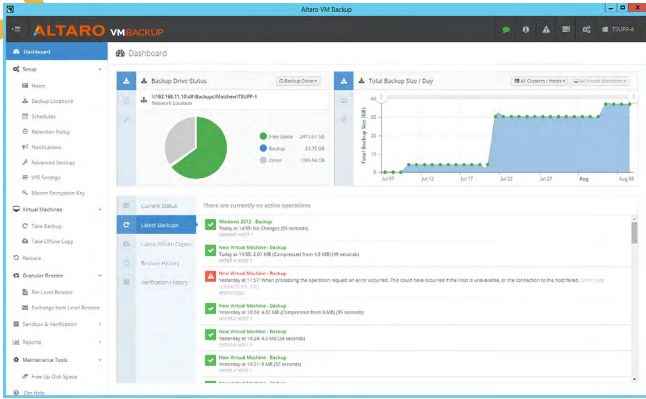 Altaro VM Backup
ALTARO VMBACKUP
TSUPP-4
Dashboard
Setup
Hosts
Backup Locations
Schedules
Retention Policy
Notifications
Advanced Settings
VSS Settings
Master Encryption Key
Virtual Machines
Take Backup
Take Offsite Copy
Restore
Granular Restore
File Level Restore
Exchange Item Level Restore
Sandbox & Verification
Reports
Maintenance Tools
Free Up Disk Space
Dashboard
Backup Drive Status
Backup Drive
Network Location
Free Space
Backup 24.75 GB
Other
Total Backup Size / Day
All Clusters / Hosts
Total Backup Size (GB)
40
30
20
10
0
Jul 07
Jul 12
Jul 17
Jul 22
Jul 27
Aug
Aug 06
Current Status
Latest Backups
Latest Offsite Copies
Restore History
Verification History
There are currently no active operations
Windows 2012 - Backup
Today at 14:55: No Changes (55 seconds)
New Virtual Machine - Backup
Today at 14:55: 2.01 MB (Compressed from 4.8 MB) (49 seconds)
New Virtual Machine - Backup
Yesterday at 11:57: When processing the operation request an error occurred. This could have occurred if the host is unavailable, or the connection to the host failed.
New Virtual Machine - Backup
Yesterday at 10:24: 4.02 MB (Compressed from 8 MB) (35 seconds)
New Virtual Machine - Backup
Yesterday at 10:24: 4.5 MB (34 seconds)
New Virtual Machine - Backup
Yesterday at 10:21: 8 MB (52 seconds)